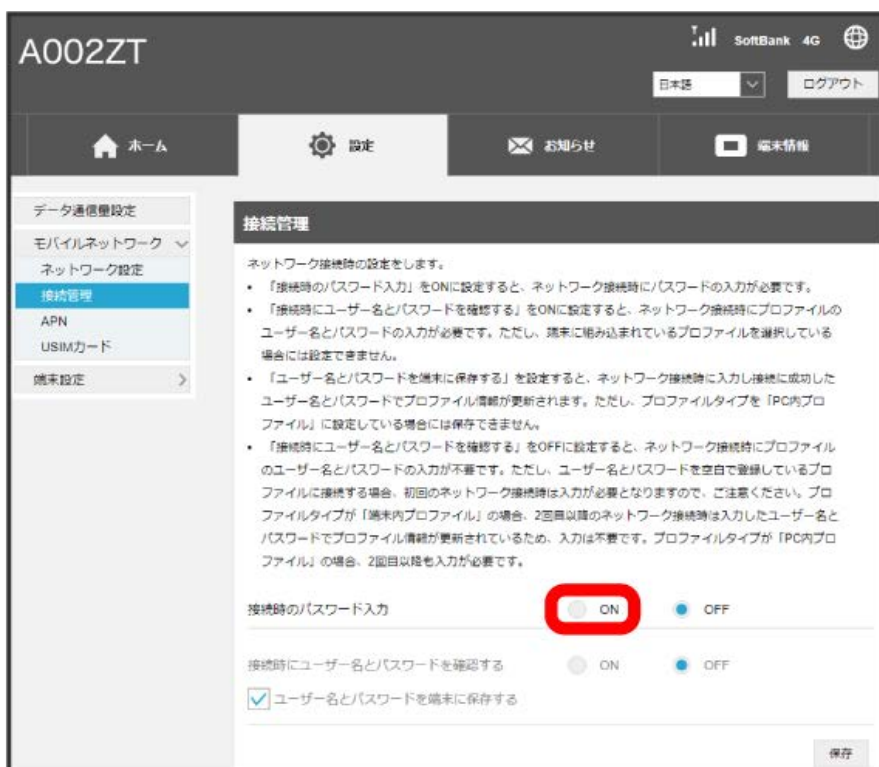 A002ZT
SoftBank 4G
日本語
ログアウト
ホーム
設定
お知らせ
端末情報
データ通信量設定
モバイルネットワーク
ネットワーク設定
接続管理
APN
USIMカード
端末設定
接続管理
ネットワーク接続時の設定をします。
・ 「接続時のパスワード入力」をONに設定すると、ネットワーク接続時にパスワードの入力が必要です。
・ 「接続時にユーザー名とパスワードを確認する」をONに設定すると、ネットワーク接続時にプロファイルの
ユーザー名とパスワードの入力が必要です。ただし、端末に組み込まれているプロファイルを選択している
場合には設定できません。
・ 「ユーザー名とパスワードを端末に保存する」を設定すると、ネットワーク接続時に入力し接続に成功した
ユーザー名とパスワードでプロファイル情報が更新されます。ただし、プロファイルタイプを「PC内プロ
ファイル」に設定している場合には保存できません。
・ 「接続時にユーザー名とパスワードを確認する」をOFFに設定すると、ネットワーク接続時にプロファイル
のユーザー名とパスワードの入力が不要です。ただし、ユーザー名とパスワードを空白で登録しているプロ
ファイルに接続する場合、初回のネットワーク接続時は入力が必要となりますので、ご注意ください。プロ
ファイルタイプが「端末内プロファイル」の場合、2回目以降のネットワーク接続時は入力したユーザー名と
パスワードでプロファイル情報が更新されているため、入力は不要です。プロファイルタイプが「PC内プロ
ファイル」の場合、2回目以降も入力が必要です。
接続時のパスワード入力 ON OFF
接続時にユーザー名とパスワードを確認する ON OFF
ユーザー名とパスワードを端末に保存する
保存